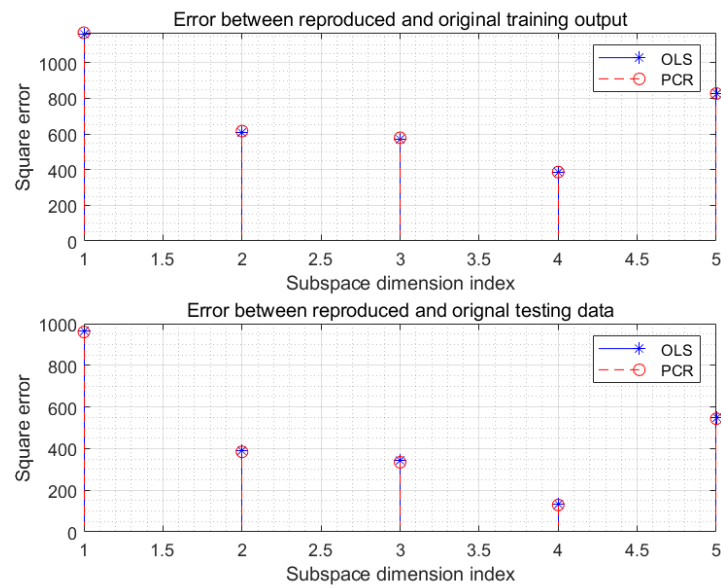 Error between reproduced and original training output
1000
800
600
400
200
0
Square error
OLS
PCR
1 1.5 2 2.5 3 3.5 4 4.5 5
Subspace dimension index
Error between reproduced and orignal testing data
1000
800
600
400
200
0
Square error
OLS
PCR
1 1.5 2 2.5 3 3.5 4 4.5 5
Subspace dimension index